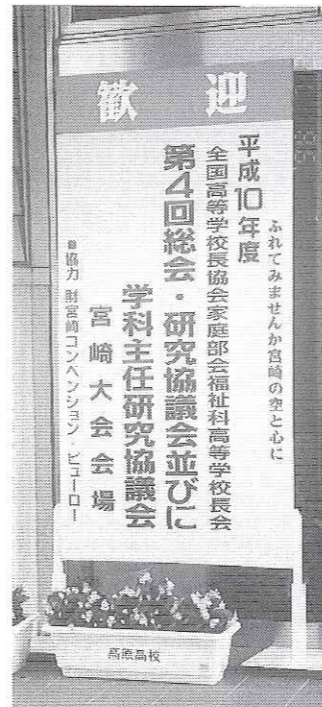 歓迎
ふれてみませんか宮崎の空と心に
平成10年度
全国高等学校長協会家庭部会福祉科高等学校長会
第4回総会・研究協議会並びに
学科主任研究協議会
宮崎大会会場
■協力 財宮崎コンベンション・ビューロー
高原高校